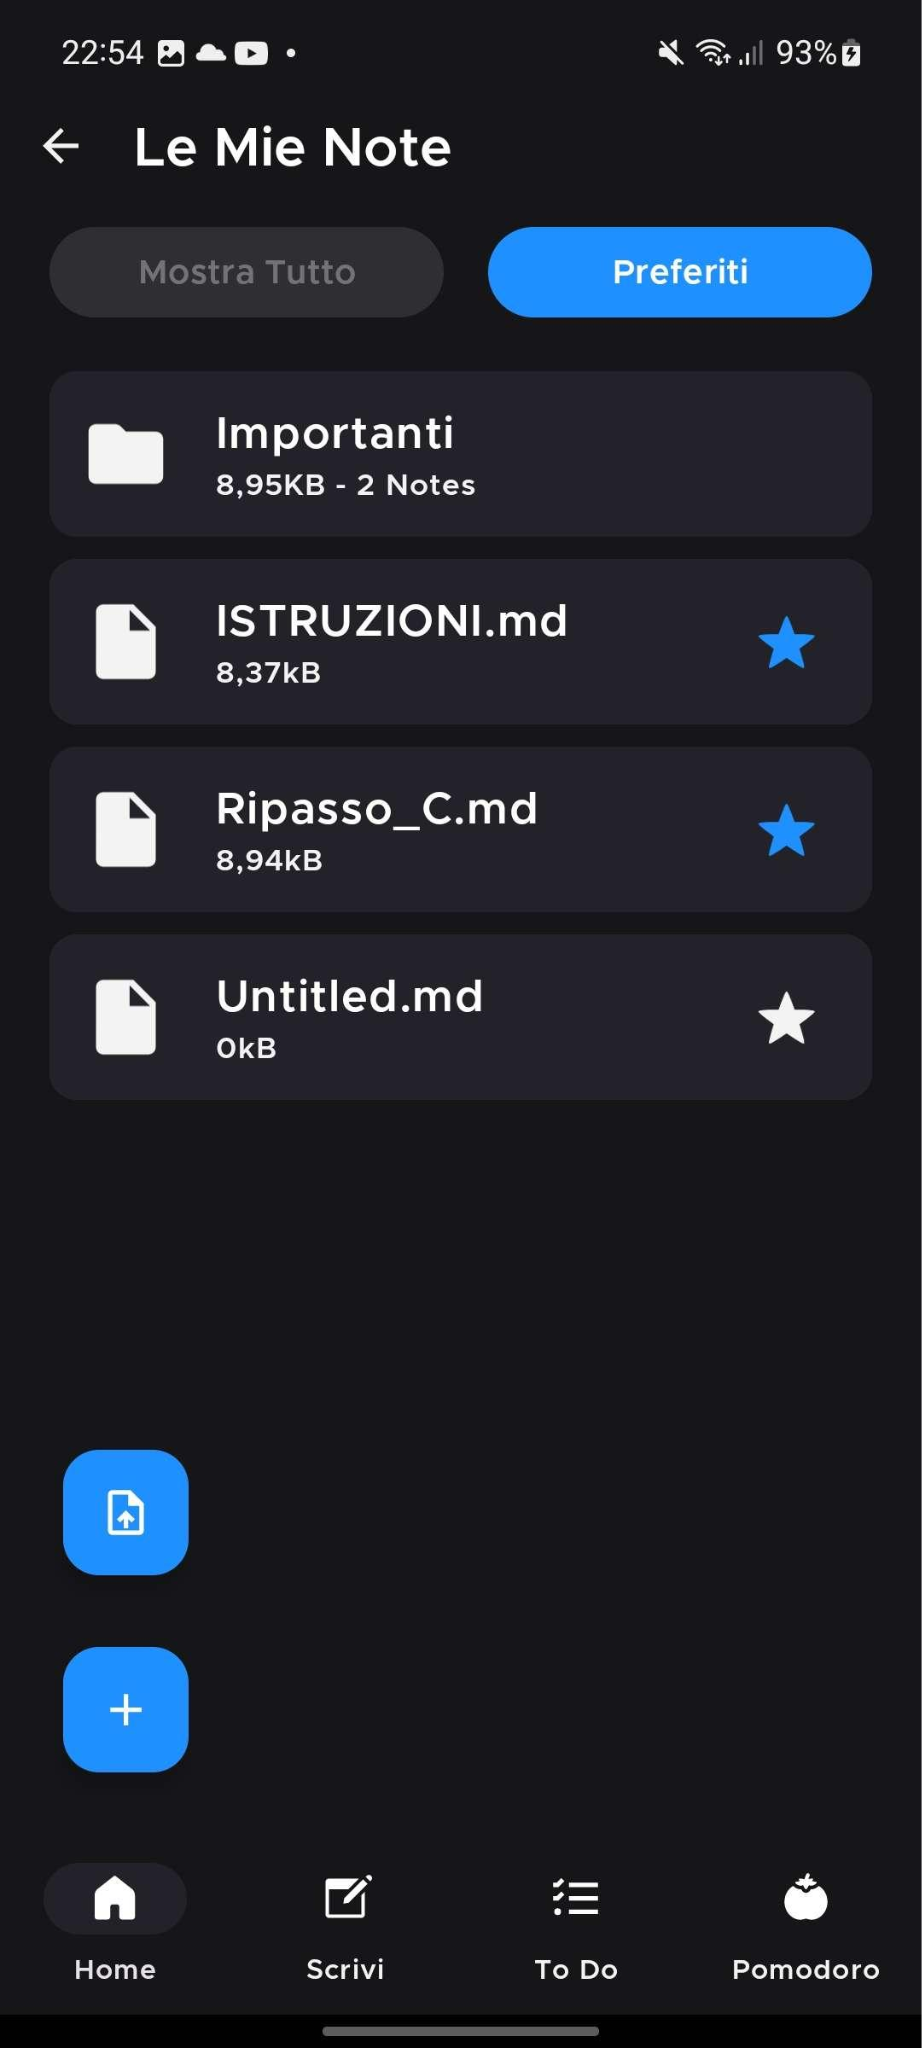 22:54
93%
Le Mie Note
Mostra Tutto
Preferiti
Importanti
8,95KB - 2 Notes
ISTRUZIONI.md
8,37kB
Ripasso_C.md
8,94kB
Untitled.md
0kB
Home
Scrivi
To Do
Pomodoro